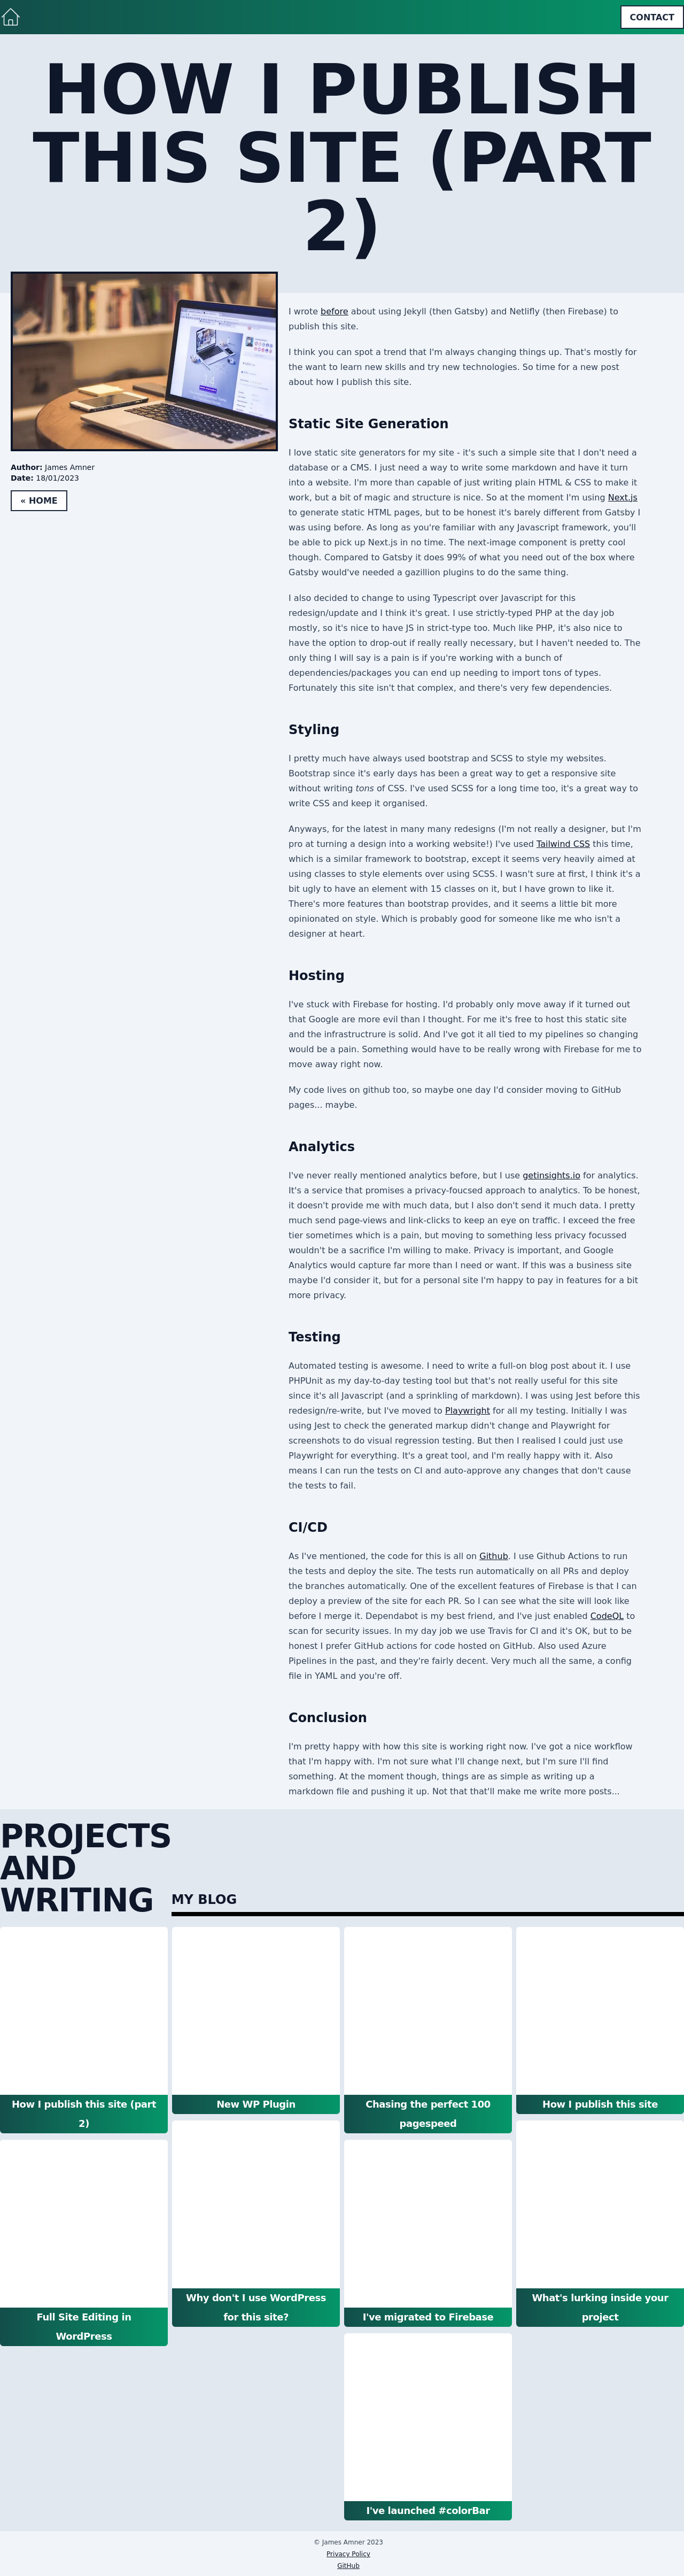 CONTACT
HOW I PUBLISH
THIS SITE (PART
2)
Author: James Amner
Date: 18/01/2023
« HOME
I wrote before about using Jekyll (then Gatsby) and Netlifly (then Firebase) to
publish this site.
I think you can spot a trend that I'm always changing things up. That's mostly for
the want to learn new skills and try new technologies. So time for a new post
about how I publish this site.
Static Site Generation
I love static site generators for my site - it's such a simple site that I don't need a
database or a CMS. I just need a way to write some markdown and have it turn
into a website. I'm more than capable of just writing plain HTML & CSS to make it
work, but a bit of magic and structure is nice. So at the moment I'm using Next.js
to generate static HTML pages, but to be honest it's barely different from Gatsby I
was using before. As long as you're familiar with any Javascript framework, you'll
be able to pick up Next.js in no time. The next-image component is pretty cool
though. Compared to Gatsby it does 99% of what you need out of the box where
Gatsby would've needed a gazillion plugins to do the same thing.
I also decided to change to using Typescript over Javascript for this
redesign/update and I think it's great. I use strictly-typed PHP at the day job
mostly, so it's nice to have JS in strict-type too. Much like PHP, it's also nice to
have the option to drop-out if really really necessary, but I haven't needed to. The
only thing I will say is a pain is if you're working with a bunch of
dependencies/packages you can end up needing to import tons of types.
Fortunately this site isn't that complex, and there's very few dependencies.
Styling
I pretty much have always used bootstrap and SCSS to style my websites.
Bootstrap since it's early days has been a great way to get a responsive site
without writing tons of CSS. I've used SCSS for a long time too, it's a great way to
write CSS and keep it organised.
Anyways, for the latest in many many redesigns (I'm not really a designer, but I'm
pro at turning a design into a working website!) I've used Tailwind CSS this time,
which is a similar framework to bootstrap, except it seems very heavily aimed at
using classes to style elements over using SCSS. I wasn't sure at first, I think it's a
bit ugly to have an element with 15 classes on it, but I have grown to like it.
There's more features than bootstrap provides, and it seems a little bit more
opinionated on style. Which is probably good for someone like me who isn't a
designer at heart.
Hosting
I've stuck with Firebase for hosting. I'd probably only move away if it turned out
that Google are more evil than I thought. For me it's free to host this static site
and the infrastructrure is solid. And I've got it all tied to my pipelines so changing
would be a pain. Something would have to be really wrong with Firebase for me to
move away right now.
My code lives on github too, so maybe one day I'd consider moving to GitHub
pages... maybe.
Analytics
I've never really mentioned analytics before, but I use getinsights.io for analytics.
It's a service that promises a privacy-foucsed approach to analytics. To be honest,
it doesn't provide me with much data, but I also don't send it much data. I pretty
much send page-views and link-clicks to keep an eye on traffic. I exceed the free
tier sometimes which is a pain, but moving to something less privacy focussed
wouldn't be a sacrifice I'm willing to make. Privacy is important, and Google
Analytics would capture far more than I need or want. If this was a business site
maybe I'd consider it, but for a personal site I'm happy to pay in features for a bit
more privacy.
Testing
Automated testing is awesome. I need to write a full-on blog post about it. I use
PHPUnit as my day-to-day testing tool but that's not really useful for this site
since it's all Javascript (and a sprinkling of markdown). I was using Jest before this
redesign/re-write, but I've moved to Playwright for all my testing. Initially I was
using Jest to check the generated markup didn't change and Playwright for
screenshots to do visual regression testing. But then I realised I could just use
Playwright for everything. It's a great tool, and I'm really happy with it. Also
means I can run the tests on CI and auto-approve any changes that don't cause
the tests to fail.
CI/CD
As I've mentioned, the code for this is all on Github. I use Github Actions to run
the tests and deploy the site. The tests run automatically on all PRs and deploy
the branches automatically. One of the excellent features of Firebase is that I can
deploy a preview of the site for each PR. So I can see what the site will look like
before I merge it. Dependabot is my best friend, and I've just enabled CodeQL to
scan for security issues. In my day job we use Travis for CI and it's OK, but to be
honest I prefer GitHub actions for code hosted on GitHub. Also used Azure
Pipelines in the past, and they're fairly decent. Very much all the same, a config
file in YAML and you're off.
Conclusion
I'm pretty happy with how this site is working right now. I've got a nice workflow
that I'm happy with. I'm not sure what I'll change next, but I'm sure I'll find
something. At the moment though, things are as simple as writing up a
markdown file and pushing it up. Not that that'll make me write more posts...
PROJECTS
AND
WRITING
MY BLOG
How I publish this site (part
2)
New WP Plugin
Chasing the perfect 100
pagespeed
How I publish this site
Full Site Editing in
WordPress
Why don't I use WordPress
for this site?
I've migrated to Firebase
What's lurking inside your
project
I've launched #colorBar
© James Amner 2023
Privacy Policy
GitHub